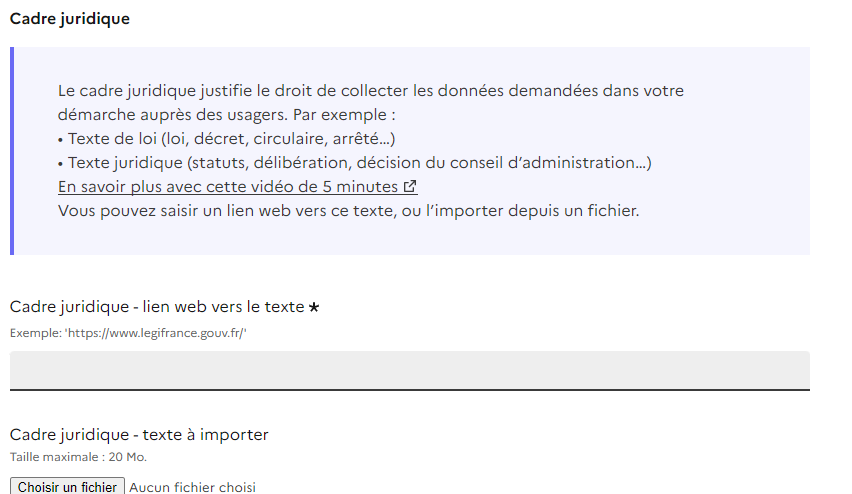 Cadre juridique
Le cadre juridique justifie le droit de collecter les données demandées dans votre
démarche auprès des usagers. Par exemple :
• Texte de loi (loi, décret, circulaire, arrêté…)
• Texte juridique (statuts, délibération, décision du conseil d’administration…)
En savoir plus avec cette vidéo de 5 minutes
Vous pouvez saisir un lien web vers ce texte, ou l’importer depuis un fichier.
Cadre juridique - lien web vers le texte *
Exemple: 'https://www.legifrance.gouv.fr/'
Cadre juridique - texte à importer
Taille maximale : 20 Mo.
Choisir un fichier Aucun fichier choisi